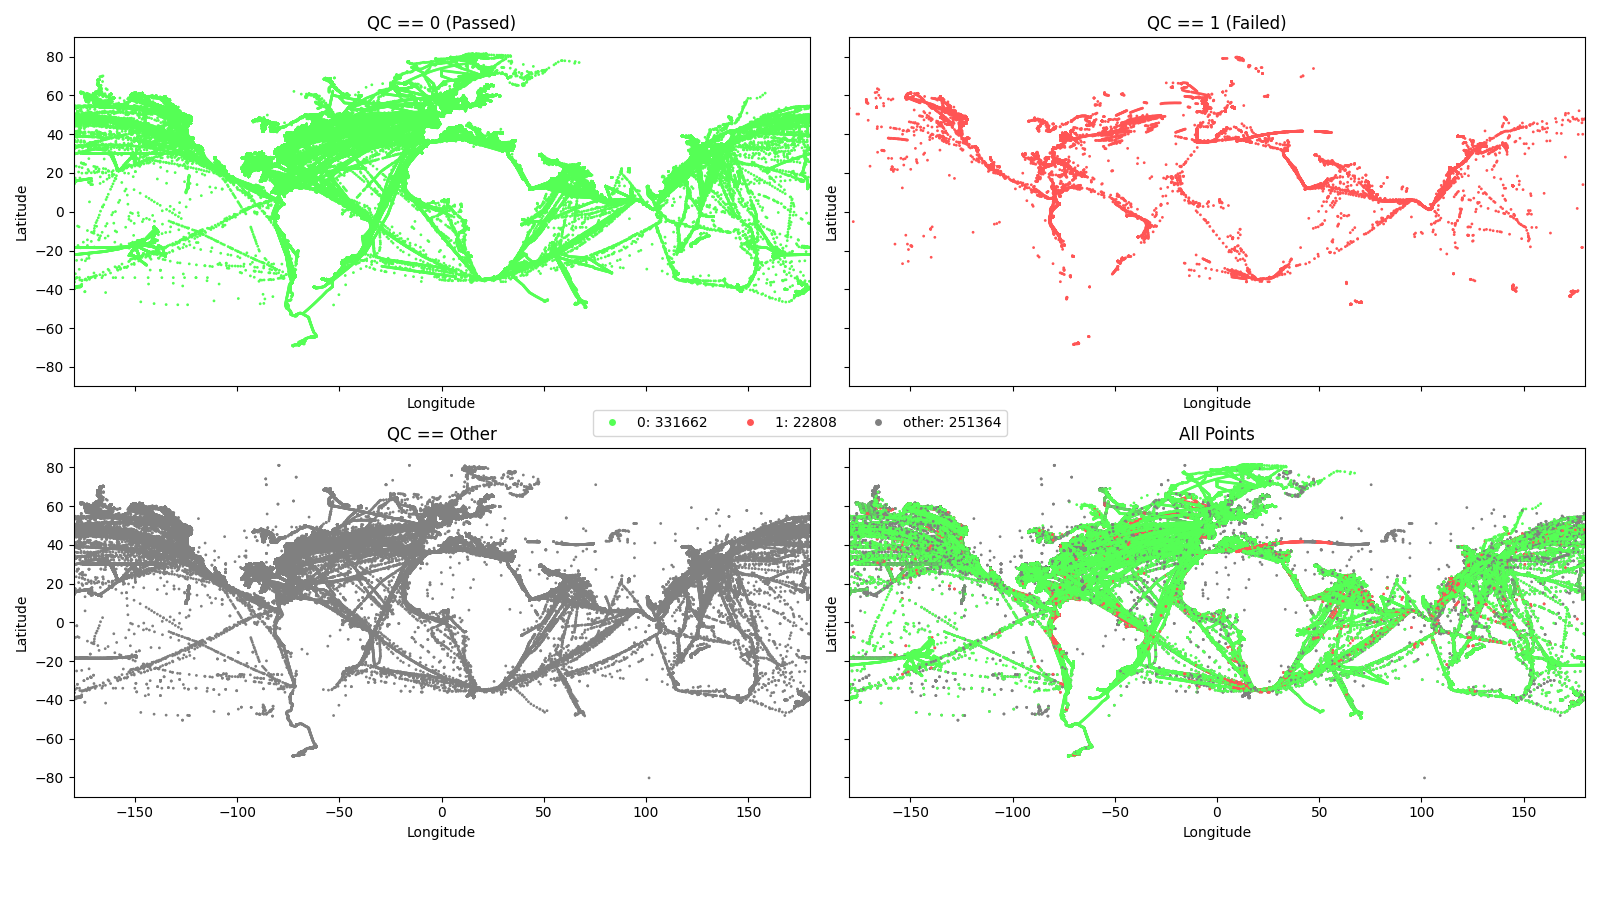 QC == 0 (Passed)
QC == 1 (Failed)
80
60
40
20
0
−20
−40
−60
−80
Latitude
Latitude
Longitude
Longitude
0: 331662
1: 22808
other: 251364
QC == Other
All Points
80
60
40
20
0
−20
−40
−60
−80
Latitude
Latitude
−150
−100
−50
0
50
100
150
−150
−100
−50
0
50
100
150
Longitude
Longitude